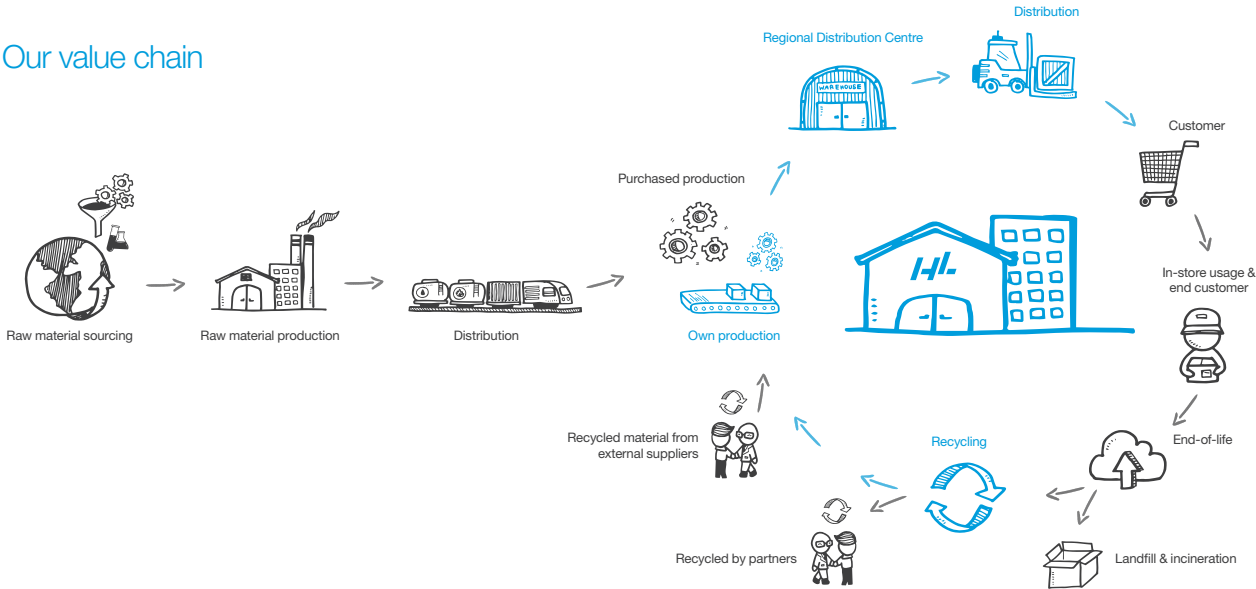 Our value chain
Distribution
Regional Distribution Centre
WAREHOUSE
Customer
Purchased production
HL
In-store usage &
end customer
Raw material sourcing
Raw material production
Distribution
Own production
Recycled material from
external suppliers
Recycling
End-of-life
Recycled by partners
Landfill & incineration